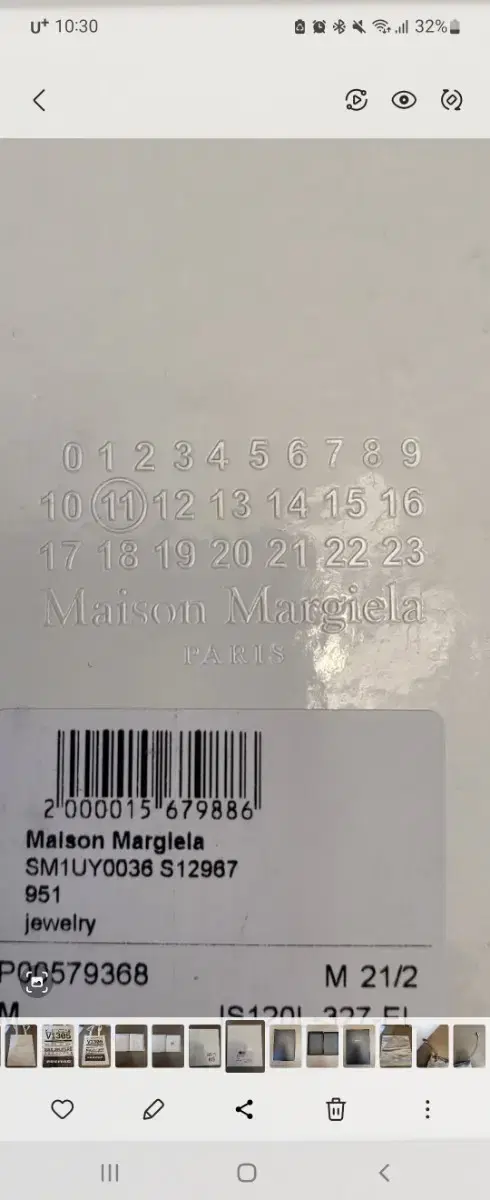 U+ 10:30 32%
0 1 2 3 4 5 6 7 8 9
10 11 12 13 14 15 16
17 18 19 20 21 22 23
Maison Margiela
PARIS
2 000015 679886
Maison Margiela
SM1UY0036 S12967
951
jewelry
P00579368 M 21/2
M